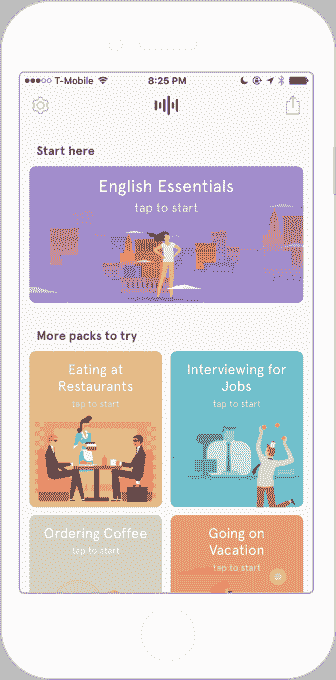 T-Mobile 8:25 PM
Start here
English Essentials
tap to start
More packs to try
Eating at
Restaurants
tap to start
Interviewing for
Jobs
tap to start
Ordering Coffee
tap to start
Going on
Vacation
tap to start